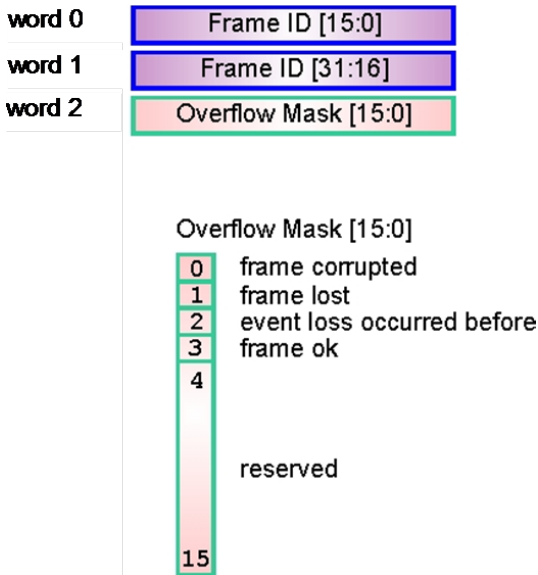 word 0 Frame ID [15:0]
word 1 Frame ID [31:16]
word 2 Overflow Mask [15:0]
Overflow Mask [15:0]
0 frame corrupted
1 frame lost
2 event loss occurred before
3 frame ok
4
reserved
15